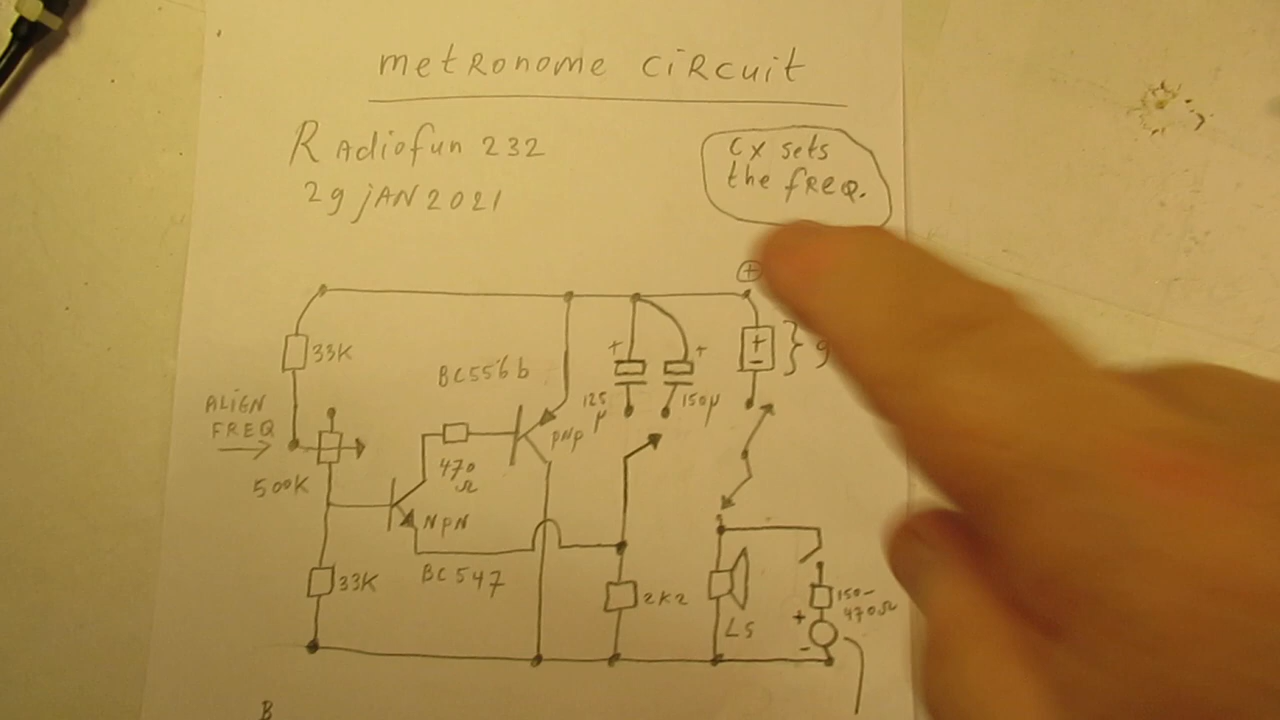 metRonome CiRcuit
RAdiofun 232
29 jAN 2021
Cx sets
the fReQ.
+
33K
BC556b
+
+
+
-
} 9
ALIGN
FREQ
125
µ
150µ
PNP
470
Ω
500K
NPN
BC547
33K
2K2
150-
470Ω
+
LS
-
B